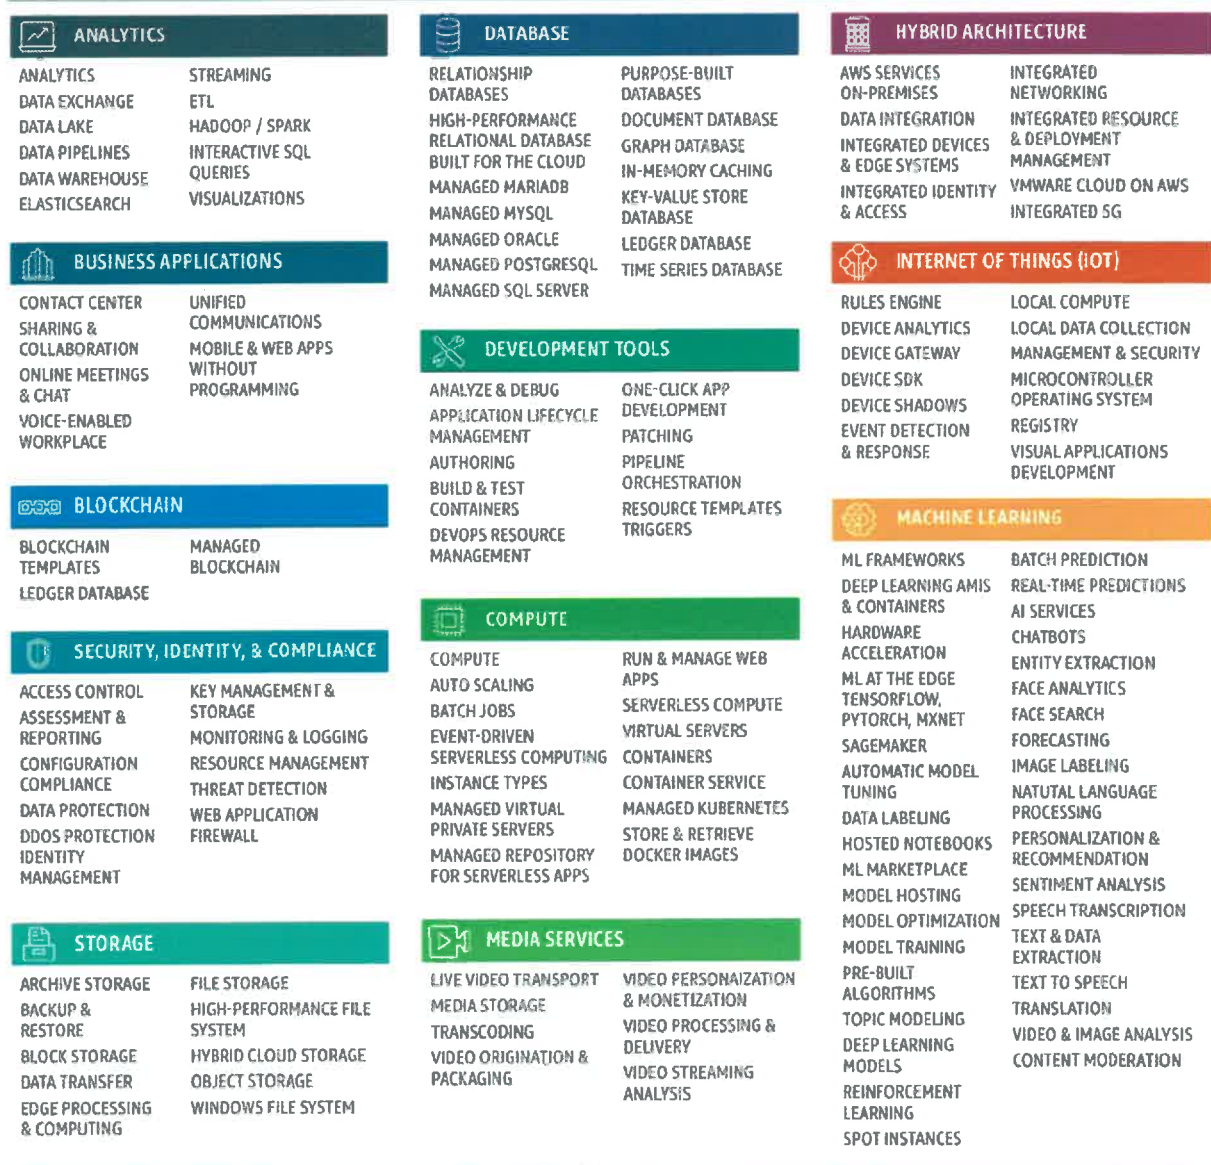 ANALYTICS
ANALYTICS
DATA EXCHANGE
DATA LAKE
DATA PIPELINES
DATA WAREHOUSE
ELASTICSEARCH
STREAMING
ETL
HADOOP / SPARK
INTERACTIVE SQL
QUERIES
VISUALIZATIONS
BUSINESS APPLICATIONS
CONTACT CENTER
SHARING &
COLLABORATION
ONLINE MEETINGS
& CHAT
VOICE-ENABLED
WORKPLACE
UNIFIED
COMMUNICATIONS
MOBILE & WEB APPS
WITHOUT
PROGRAMMING
BLOCKCHAIN
BLOCKCHAIN
TEMPLATES
LEDGER DATABASE
MANAGED
BLOCKCHAIN
SECURITY, IDENTITY, & COMPLIANCE
ACCESS CONTROL
ASSESSMENT &
REPORTING
CONFIGURATION
COMPLIANCE
DATA PROTECTION
DDOS PROTECTION
IDENTITY
MANAGEMENT
KEY MANAGEMENT &
STORAGE
MONITORING & LOGGING
RESOURCE MANAGEMENT
THREAT DETECTION
WEB APPLICATION
FIREWALL
STORAGE
ARCHIVE STORAGE
BACKUP &
RESTORE
BLOCK STORAGE
DATA TRANSFER
EDGE PROCESSING
& COMPUTING
FILE STORAGE
HIGH-PERFORMANCE FILE
SYSTEM
HYBRID CLOUD STORAGE
OBJECT STORAGE
WINDOWS FILE SYSTEM
DATABASE
RELATIONSHIP
DATABASES
HIGH-PERFORMANCE
RELATIONAL DATABASE
BUILT FOR THE CLOUD
MANAGED MARIADB
MANAGED MYSQL
MANAGED ORACLE
MANAGED POSTGRESQL
MANAGED SQL SERVER
PURPOSE-BUILT
DATABASES
DOCUMENT DATABASE
GRAPH DATABASE
IN-MEMORY CACHING
KEY-VALUE STORE
DATABASE
LEDGER DATABASE
TIME SERIES DATABASE
DEVELOPMENT TOOLS
ANALYZE & DEBUG
APPLICATION LIFECYCLE
MANAGEMENT
AUTHORING
BUILD & TEST
CONTAINERS
DEVOPS RESOURCE
MANAGEMENT
ONE-CLICK APP
DEVELOPMENT
PATCHING
PIPELINE
ORCHESTRATION
RESOURCE TEMPLATES
TRIGGERS
COMPUTE
COMPUTE
AUTO SCALING
BATCH JOBS
EVENT-DRIVEN
SERVERLESS COMPUTING
INSTANCE TYPES
MANAGED VIRTUAL
PRIVATE SERVERS
MANAGED REPOSITORY
FOR SERVERLESS APPS
RUN & MANAGE WEB
APPS
SERVERLESS COMPUTE
VIRTUAL SERVERS
CONTAINERS
CONTAINER SERVICE
MANAGED KUBERNETES
STORE & RETRIEVE
DOCKER IMAGES
MEDIA SERVICES
LIVE VIDEO TRANSPORT
MEDIA STORAGE
TRANSCODING
VIDEO ORIGINATION &
PACKAGING
VIDEO PERSONAIZATION
& MONETIZATION
VIDEO PROCESSING &
DELIVERY
VIDEO STREAMING
ANALYSIS
HYBRID ARCHITECTURE
AWS SERVICES
ON-PREMISES
DATA INTEGRATION
INTEGRATED DEVICES
& EDGE SYSTEMS
INTEGRATED IDENTITY
& ACCESS
INTEGRATED
NETWORKING
INTEGRATED RESOURCE
& DEPLOYMENT
MANAGEMENT
VMWARE CLOUD ON AWS
INTEGRATED 5G
INTERNET OF THINGS (IOT)
RULES ENGINE
DEVICE ANALYTICS
DEVICE GATEWAY
DEVICE SDK
DEVICE SHADOWS
EVENT DETECTION
& RESPONSE
LOCAL COMPUTE
LOCAL DATA COLLECTION
MANAGEMENT & SECURITY
MICROCONTROLLER
OPERATING SYSTEM
REGISTRY
VISUAL APPLICATIONS
DEVELOPMENT
MACHINE LEARNING
ML FRAMEWORKS
DEEP LEARNING AMIS
& CONTAINERS
HARDWARE
ACCELERATION
ML AT THE EDGE
TENSORFLOW,
PYTORCH, MXNET
SAGEMAKER
AUTOMATIC MODEL
TUNING
DATA LABELING
HOSTED NOTEBOOKS
ML MARKETPLACE
MODEL HOSTING
MODEL OPTIMIZATION
MODEL TRAINING
PRE-BUILT
ALGORITHMS
TOPIC MODELING
DEEP LEARNING
MODELS
REINFORCEMENT
LEARNING
SPOT INSTANCES
BATCH PREDICTION
REAL-TIME PREDICTIONS
AI SERVICES
CHATBOTS
ENTITY EXTRACTION
FACE ANALYTICS
FACE SEARCH
FORECASTING
IMAGE LABELING
NATUTAL LANGUAGE
PROCESSING
PERSONALIZATION &
RECOMMENDATION
SENTIMENT ANALYSIS
SPEECH TRANSCRIPTION
TEXT & DATA
EXTRACTION
TEXT TO SPEECH
TRANSLATION
VIDEO & IMAGE ANALYSIS
CONTENT MODERATION